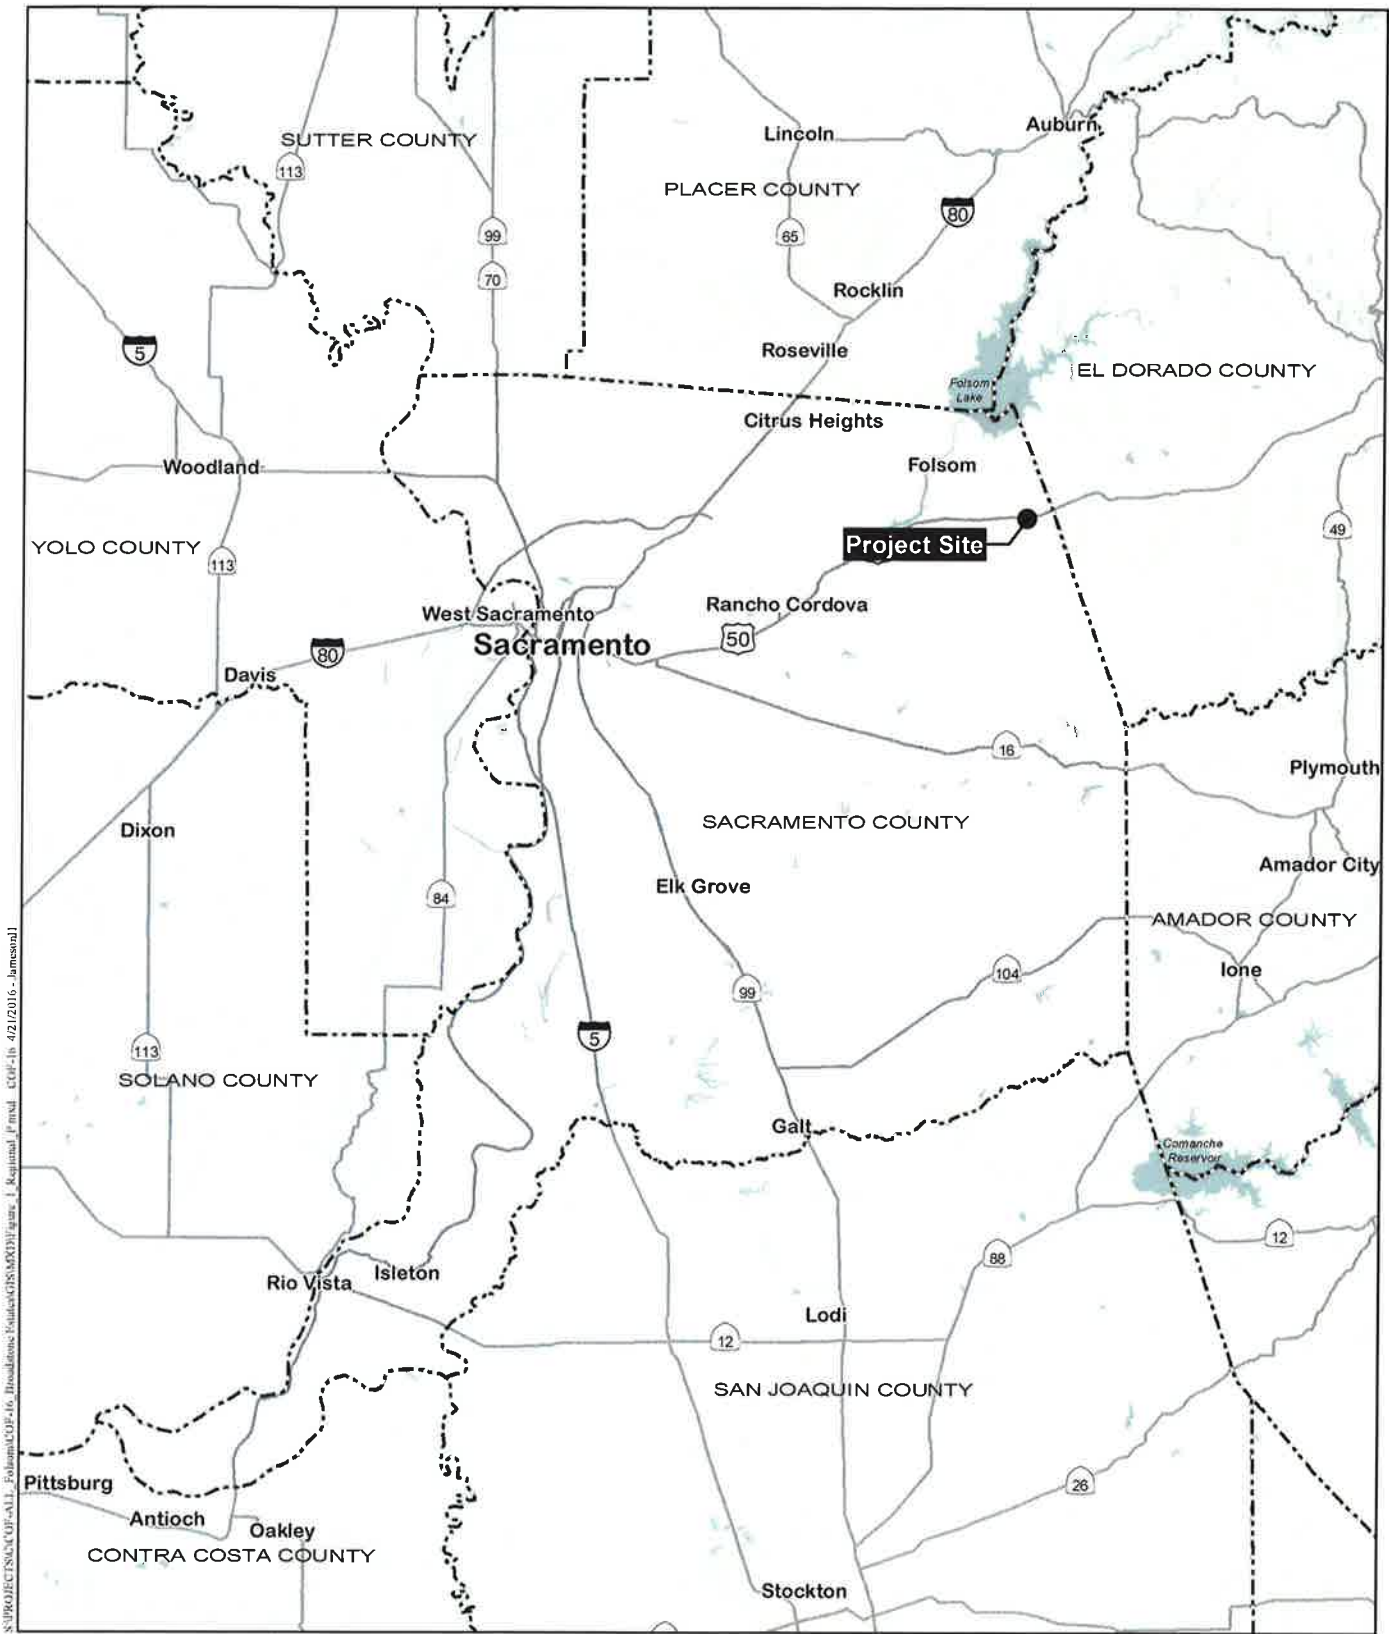 SUTTER COUNTY
113
Lincoln
Auburn
PLACER COUNTY
80
99
65
70
Rocklin
5
Roseville
EL DORADO COUNTY
Folsom
Lake
Citrus Heights
Woodland
Folsom
49
YOLO COUNTY
Project Site
113
West Sacramento
Rancho Cordova
50
Sacramento
80
Davis
16
Plymouth
SACRAMENTO COUNTY
Dixon
Amador City
Elk Grove
84
AMADOR COUNTY
Ione
104
99
5
113
SOLANO COUNTY
Galt
Comanche
Reservoir
12
88
Isleton
Rio Vista
Lodi
12
SAN JOAQUIN COUNTY
26
Pittsburg
Antioch
Oakley
CONTRA COSTA COUNTY
Stockton
4/21/2016 - JamesonJJ